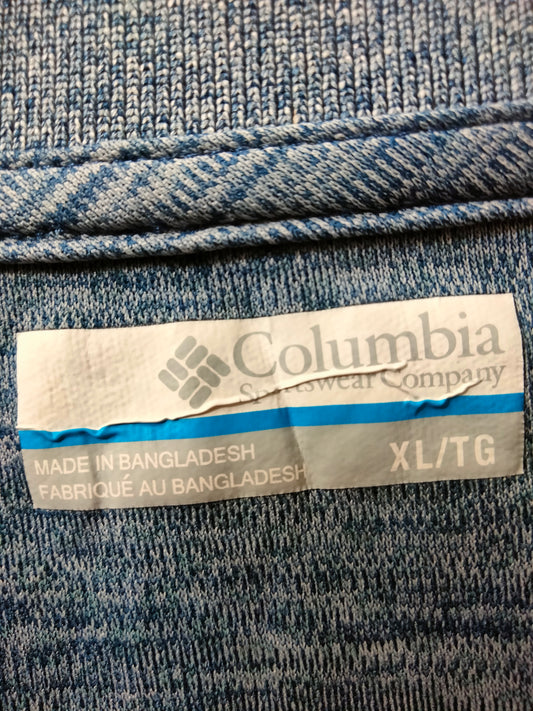 Columbia
Sportswear Company
MADE IN BANGLADESH
FABRIQUÉ AU BANGLADESH
XL/TG